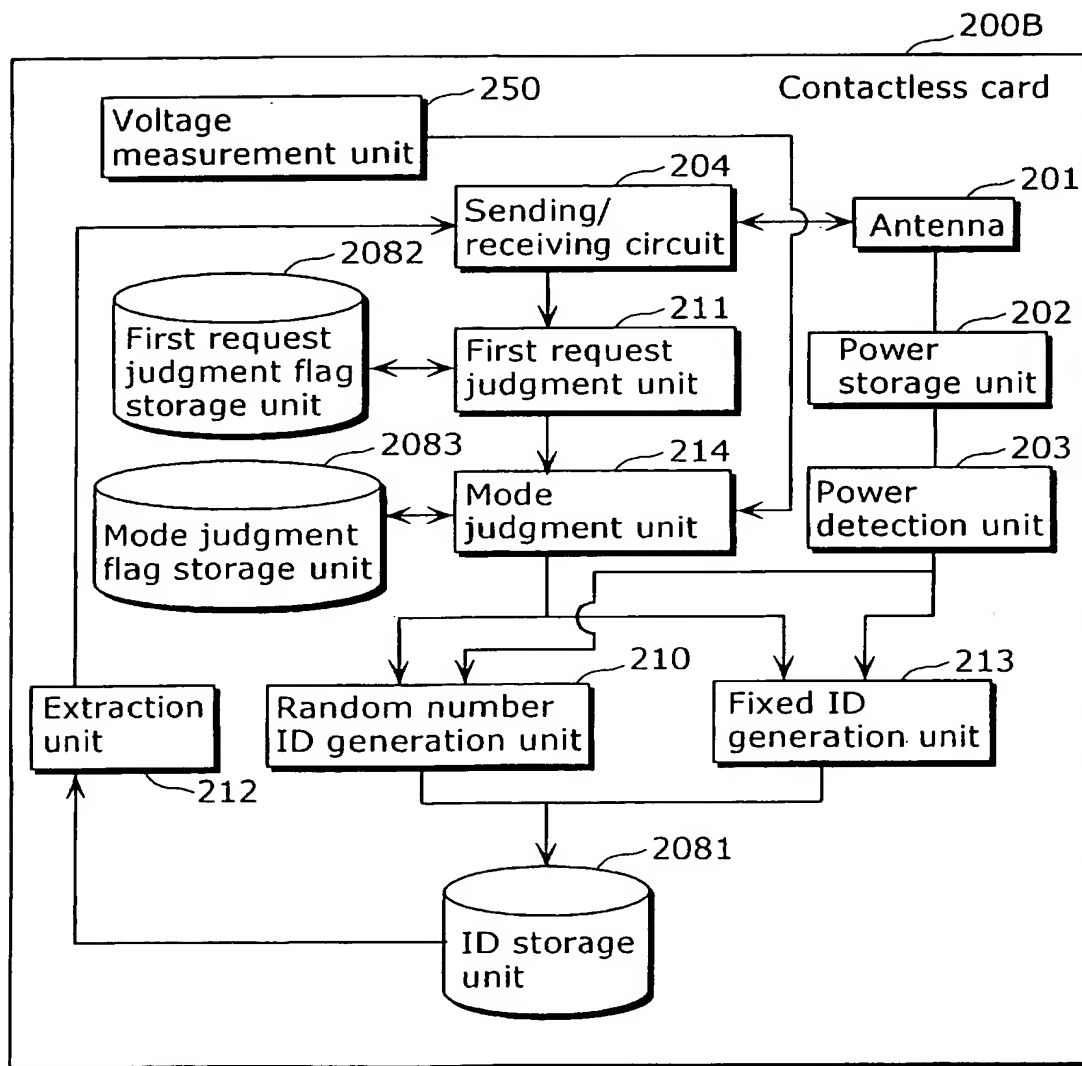 200B
Contactless card
250
Voltage
measurement unit
204
Sending/
receiving circuit
201
Antenna
2082
First request
judgment flag
storage unit
211
First request
judgment unit
202
Power
storage unit
2083
Mode judgment
flag storage unit
214
Mode
judgment unit
203
Power
detection unit
Extraction
unit
212
210
Random number
ID generation unit
213
Fixed ID
generation unit
2081
ID storage
unit